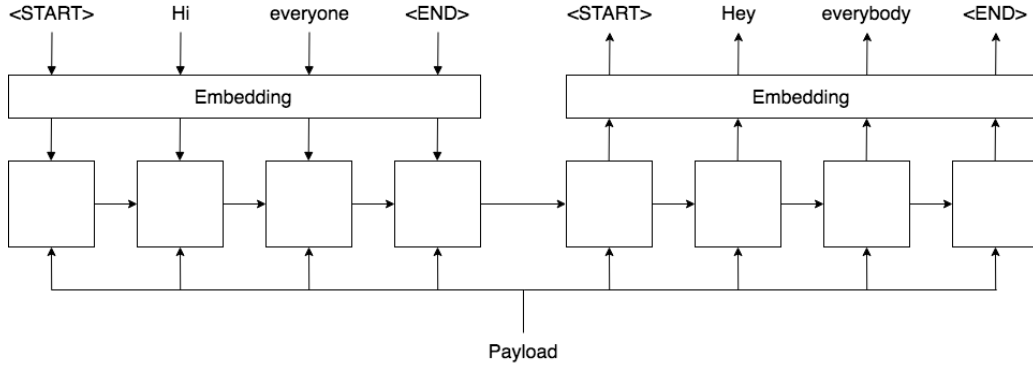 <START> Hi everyone <END> <START> Hey everybody <END>
Embedding Embedding
Payload